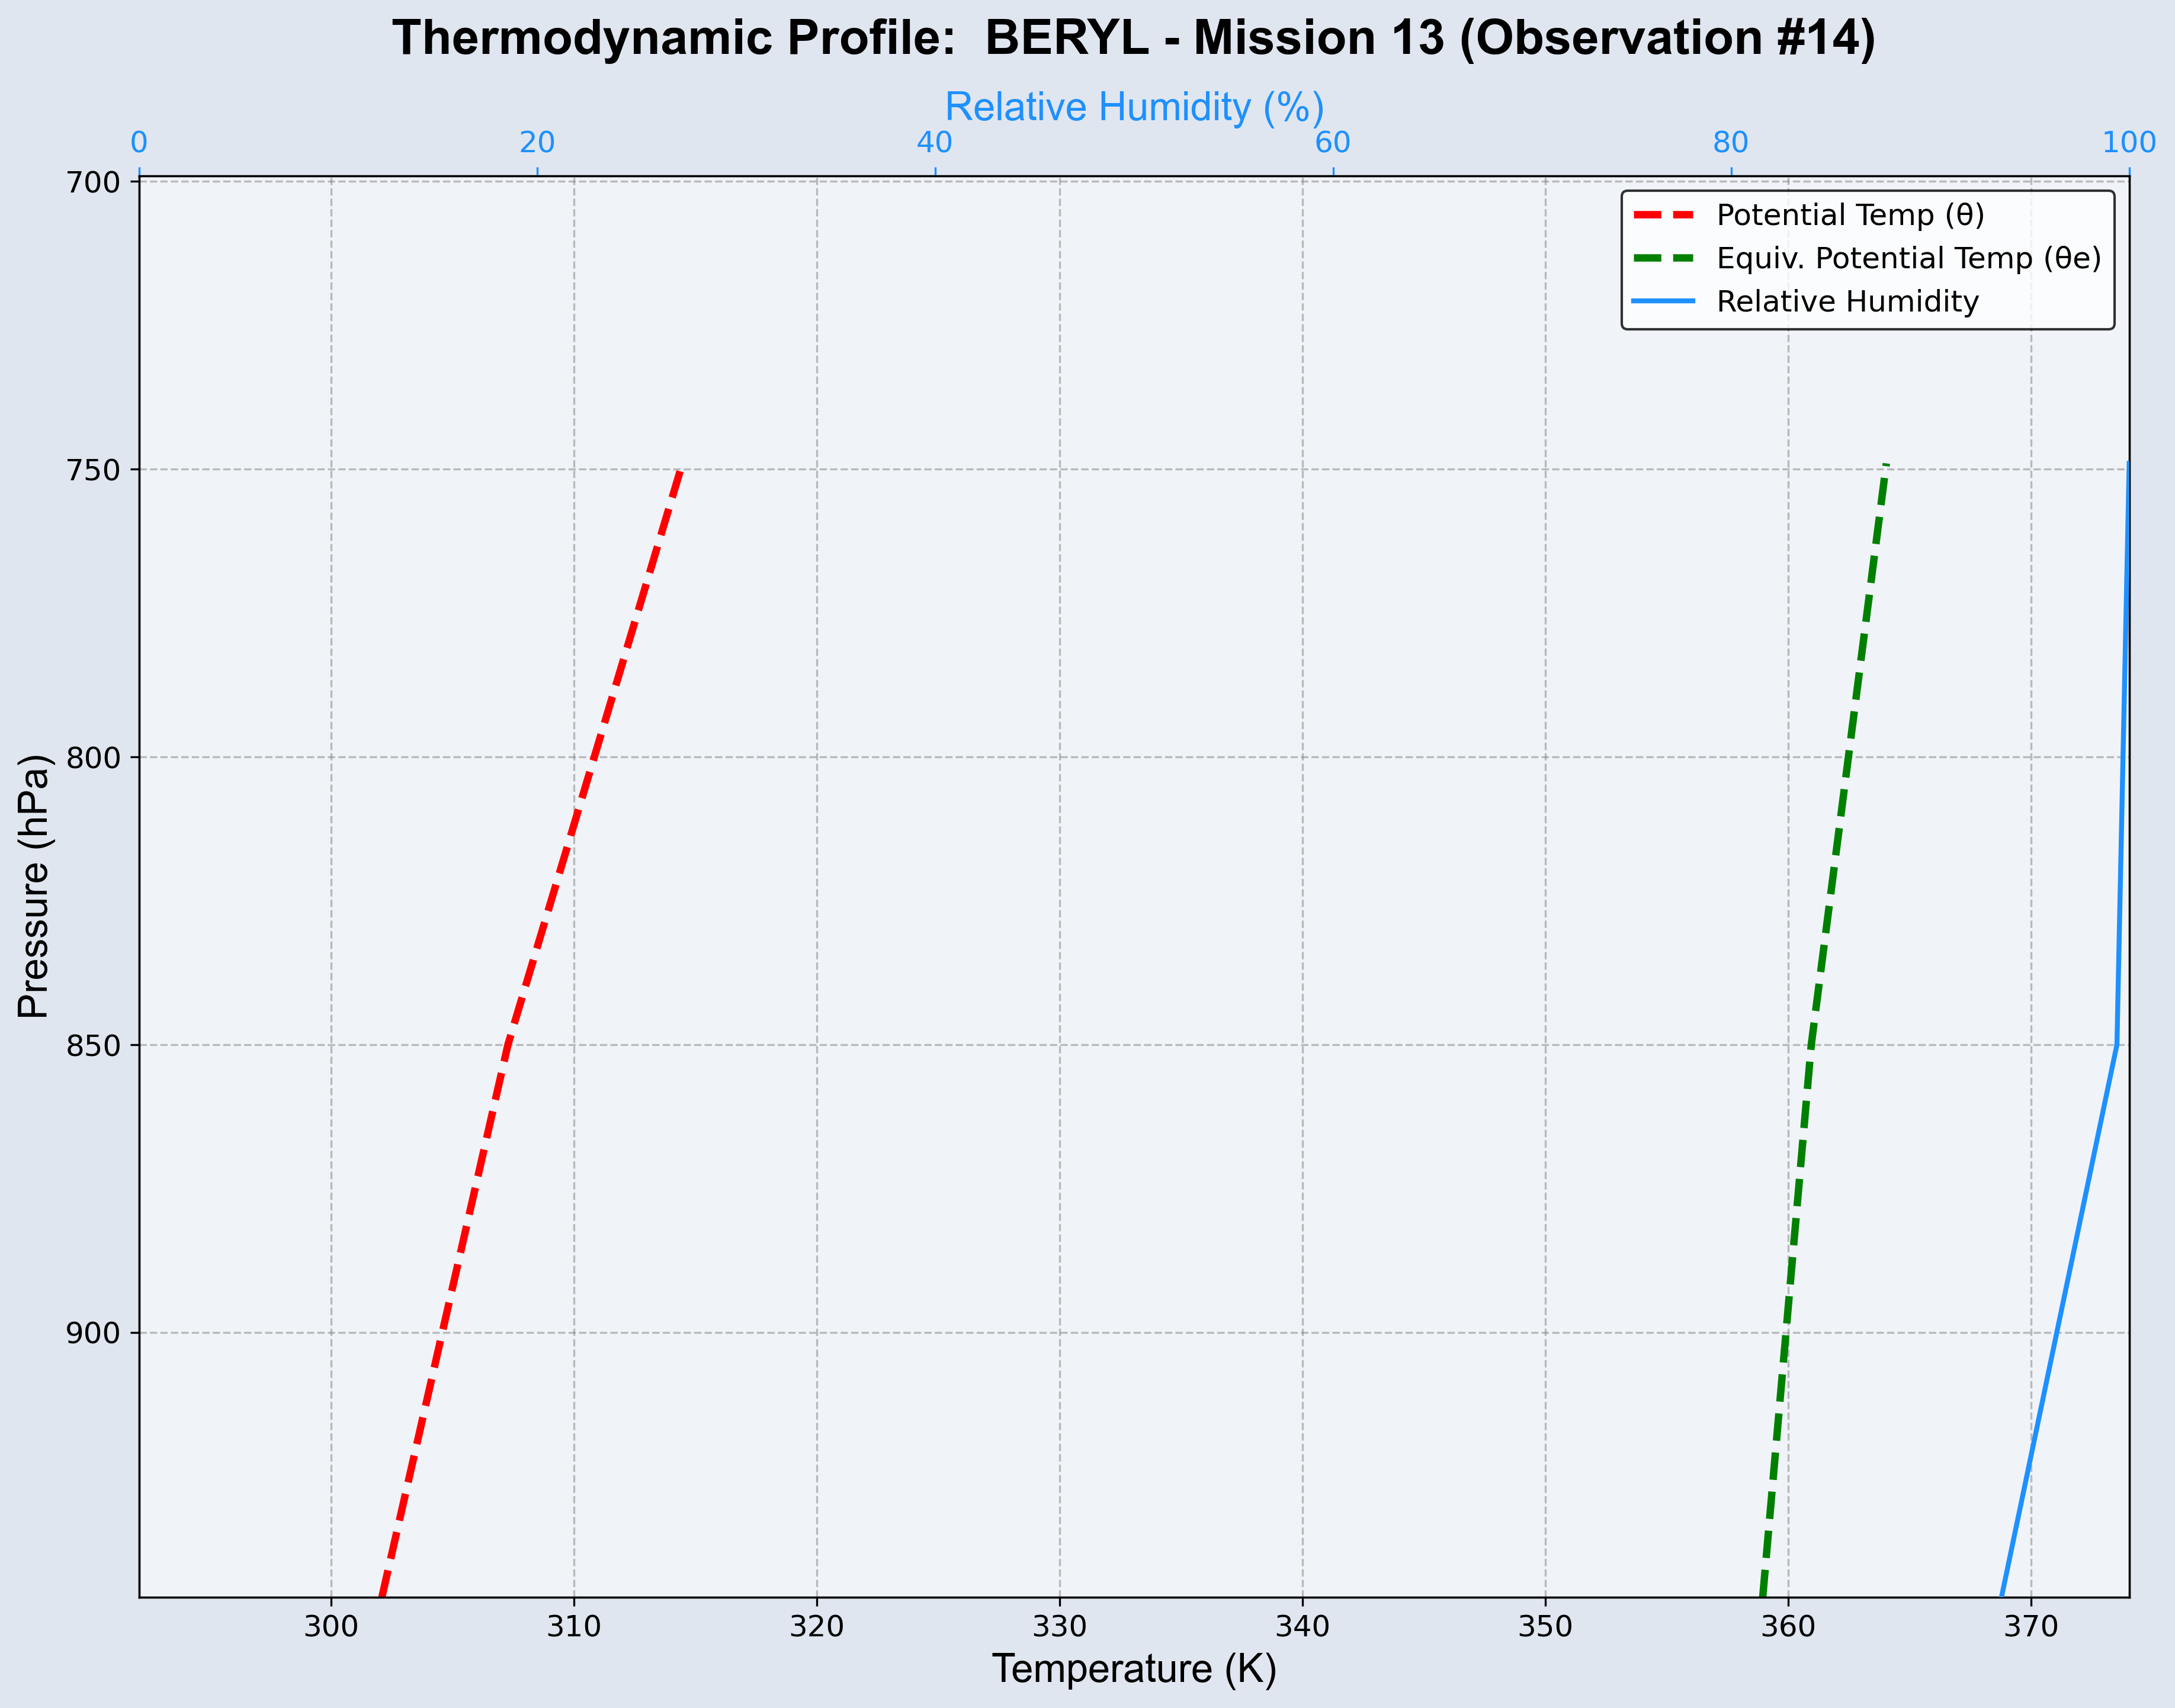 Thermodynamic Profile:  BERYL - Mission 13 (Observation #14)
Relative Humidity (%)
0 20 40 60 80 100
Potential Temp (θ)
Equiv. Potential Temp (θe)
Relative Humidity
Pressure (hPa)
700
750
800
850
900
300 310 320 330 340 350 360 370
Temperature (K)